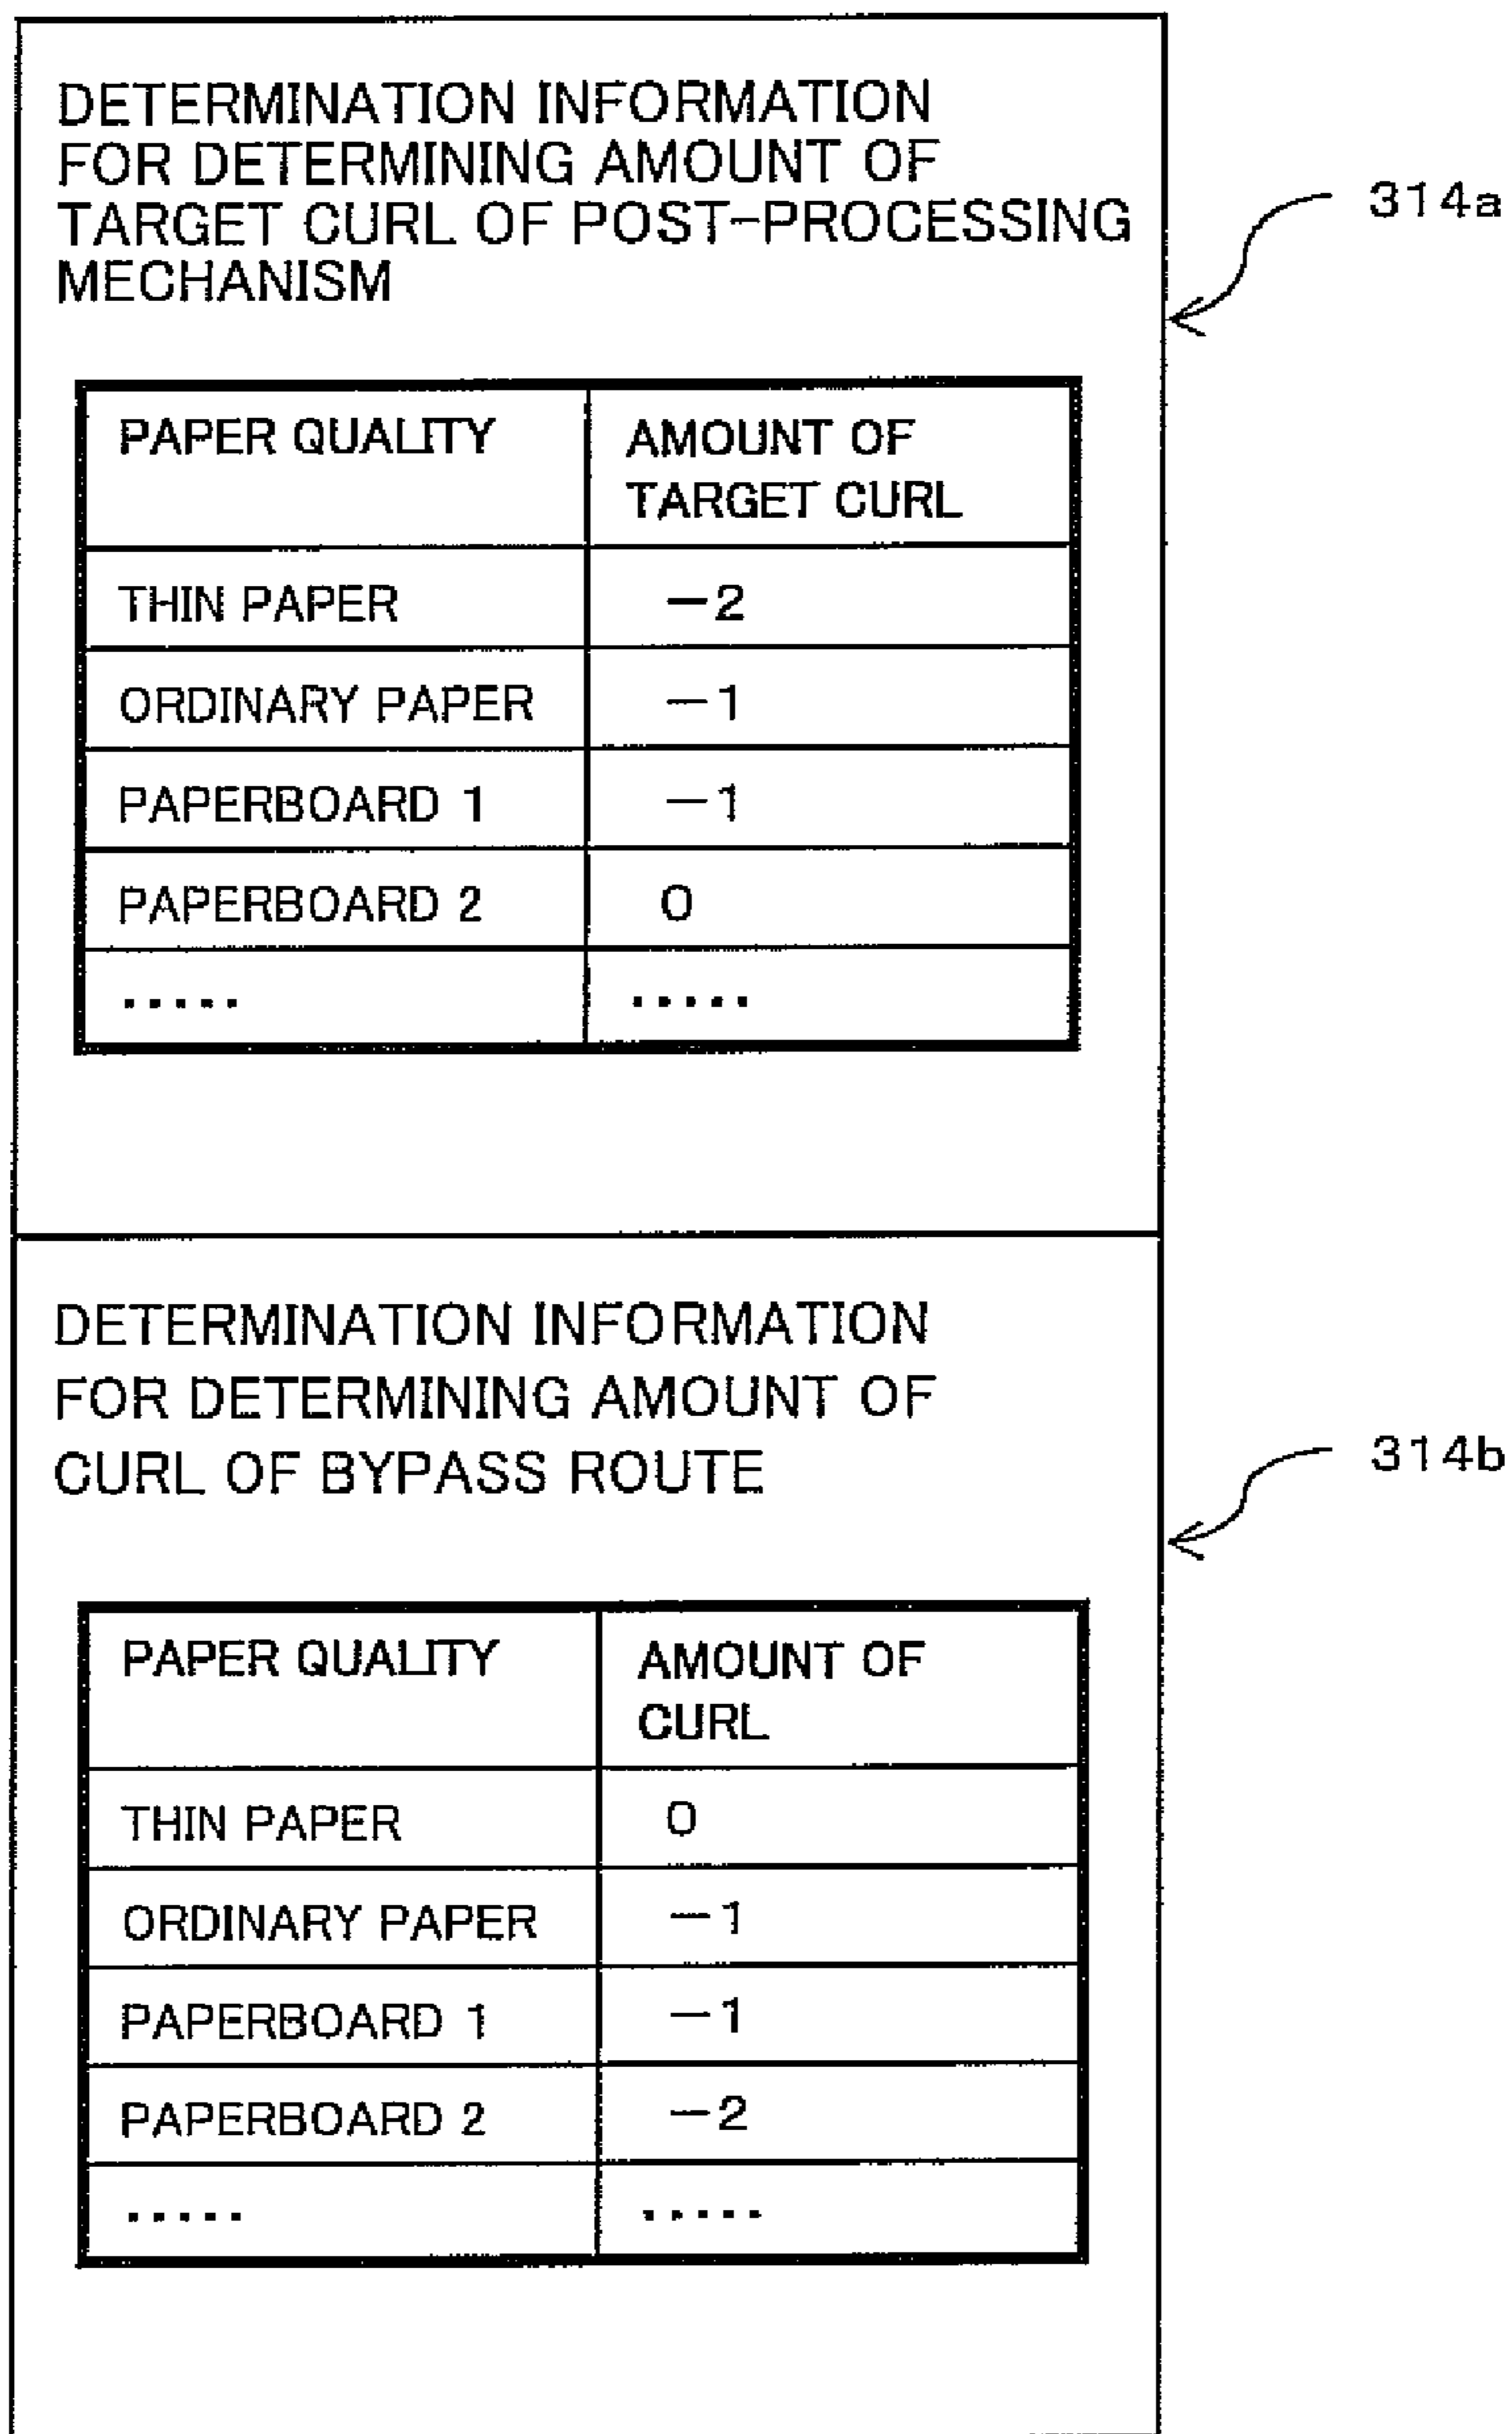 DETERMINATION INFORMATION
FOR DETERMINING AMOUNT OF
TARGET CURL OF POST-PROCESSING
MECHANISM
314a
PAPER QUALITY AMOUNT OF
TARGET CURL
THIN PAPER −2
ORDINARY PAPER −1
PAPERBOARD 1 −1
PAPERBOARD 2 0
..... .....
DETERMINATION INFORMATION
FOR DETERMINING AMOUNT OF
CURL OF BYPASS ROUTE
314b
PAPER QUALITY AMOUNT OF
CURL
THIN PAPER 0
ORDINARY PAPER −1
PAPERBOARD 1 −1
PAPERBOARD 2 −2
..... .....